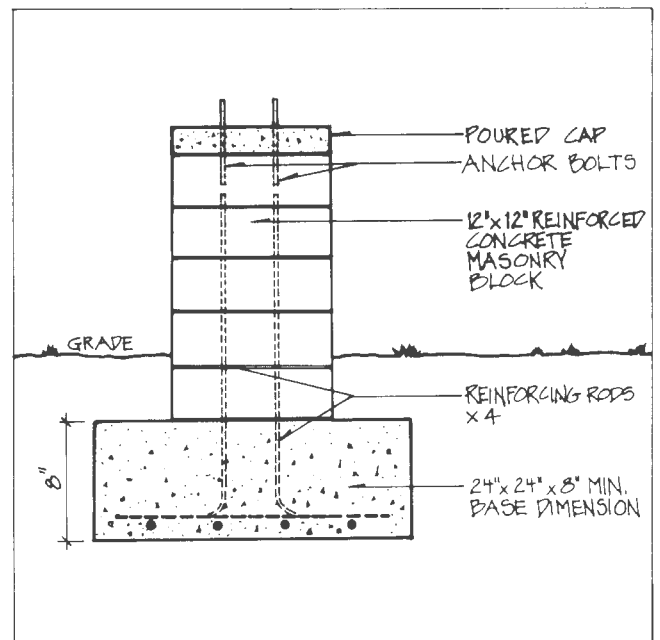 POURED CAP
ANCHOR BOLTS
12"x12" REINFORCED
CONCRETE
MASONRY
BLOCK
GRADE
REINFORCING RODS
x 4
8"
24"x 24" x 8" MIN.
BASE DIMENSION